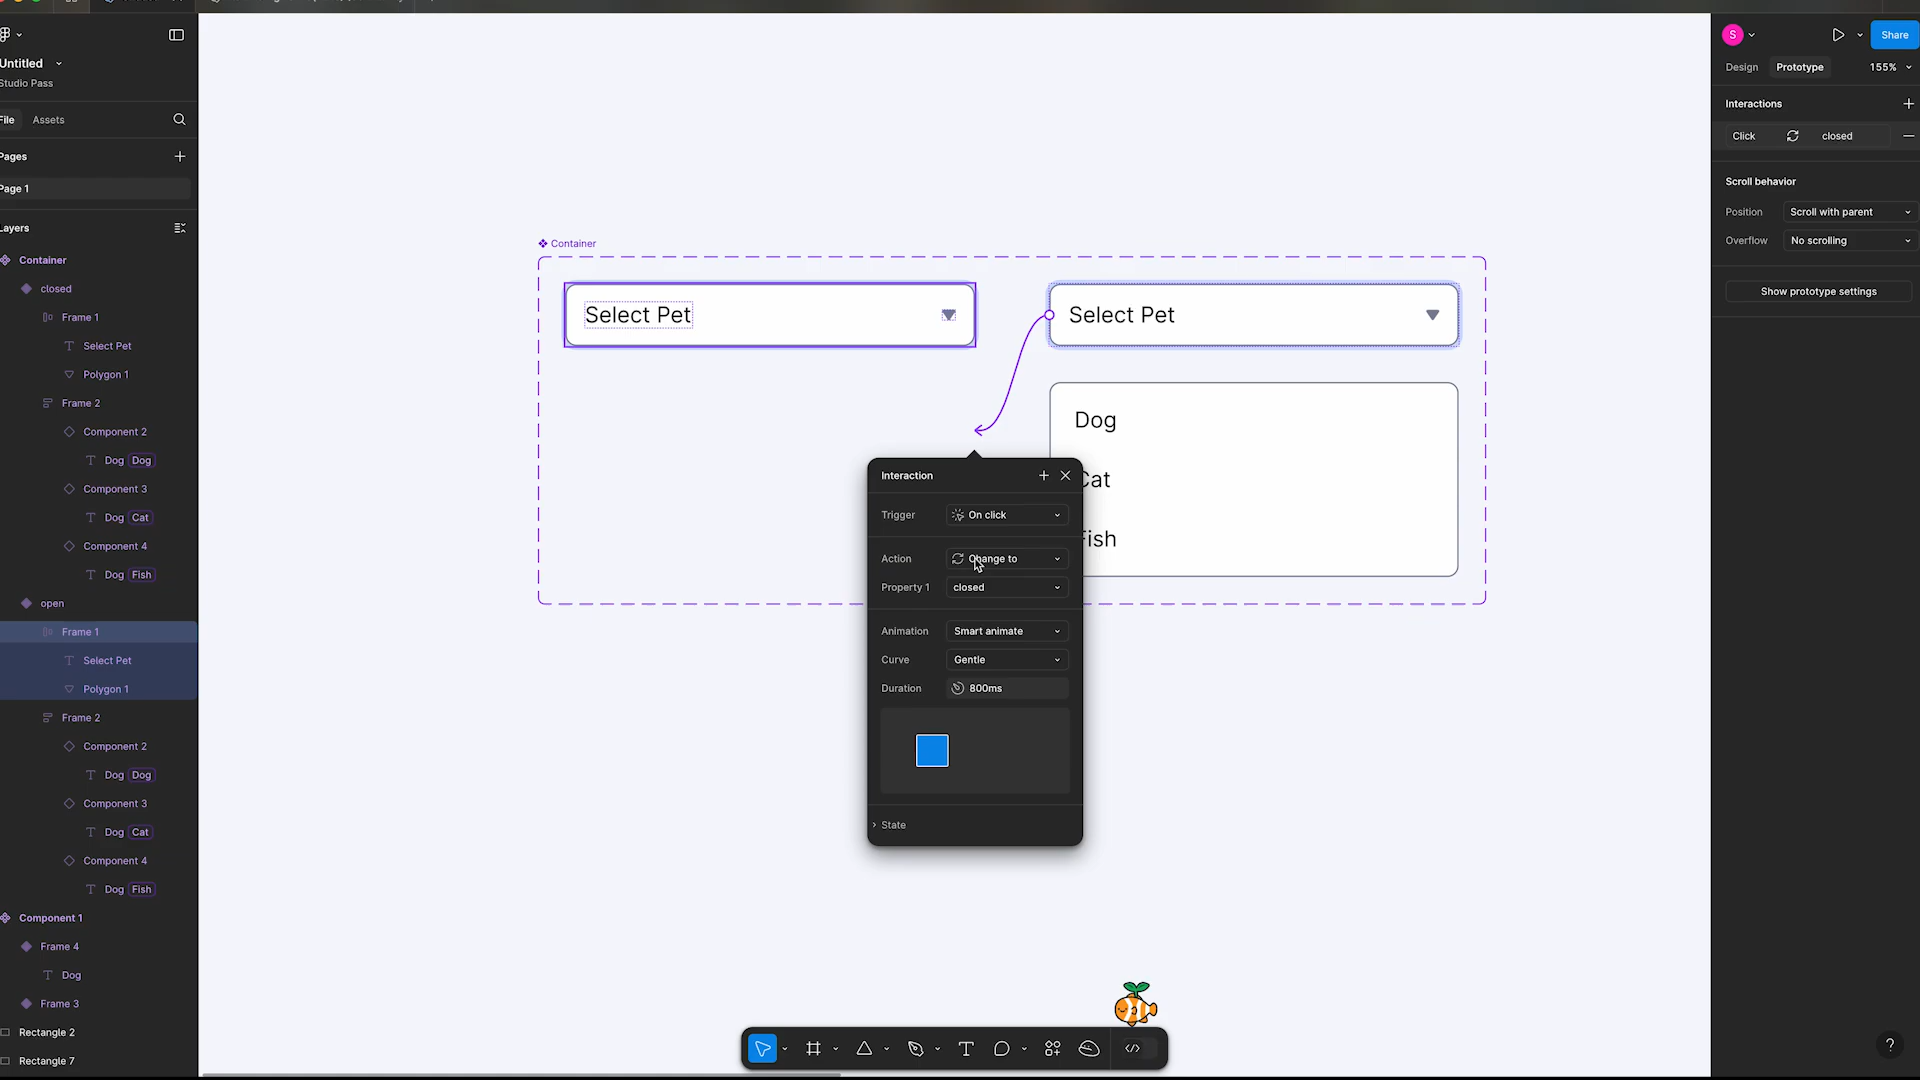 Untitled
Studio Pass
File
Assets
Pages
Page 1
Layers
Container
closed
Frame 1
Select Pet
Polygon 1
Frame 2
Component 2
Dog Dog
Component 3
Dog Cat
Component 4
Dog Fish
open
Frame 1
Select Pet
Polygon 1
Frame 2
Component 2
Dog Dog
Component 3
Dog Cat
Component 4
Dog Fish
Component 1
Frame 4
Dog
Frame 3
Rectangle 2
Rectangle 7
Container
Select Pet
Select Pet
Dog
Cat
Fish
Interaction
Trigger On click
Action Change to
Property 1 closed
Animation Smart animate
Curve Gentle
Duration 800ms
State
S
Share
Design Prototype 155%
Interactions
Click closed
Scroll behavior
Position Scroll with parent
Overflow No scrolling
Show prototype settings
?